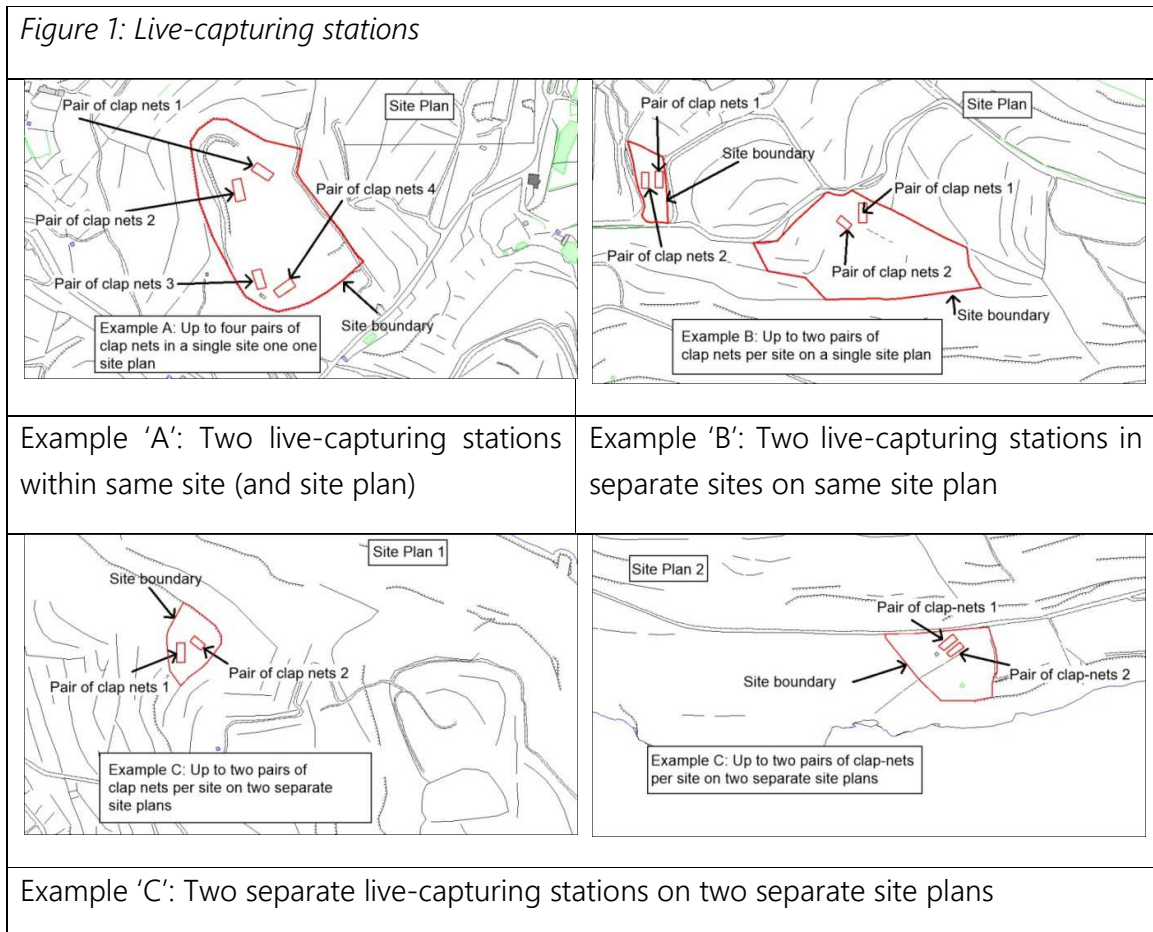 Figure 1: Live-capturing stations
Pair of clap nets 1
Site Plan
Pair of clap nets 4
Pair of clap nets 2
Pair of clap nets 3
Site boundary
Example A: Up to four pairs of
clap nets in a single site one one
site plan
Pair of clap nets 1
Site Plan
Site boundary
Pair of clap nets 1
Pair of clap nets 2
Pair of clap nets 2
Site boundary
Example B: Up to two pairs of
clap nets per site on a single site plan
Example ‘A’: Two live-capturing stations
within same site (and site plan)
Example ‘B’: Two live-capturing stations in
separate sites on same site plan
Site Plan 1
Site boundary
Pair of clap nets 2
Pair of clap nets 1
Example C: Up to two pairs of
clap nets per site on two separate
site plans
Site Plan 2
Pair of clap-nets 1
Pair of clap-nets 2
Site boundary
Example C: Up to two pairs of clap-nets
per site on two separate site plans
Example ‘C’: Two separate live-capturing stations on two separate site plans